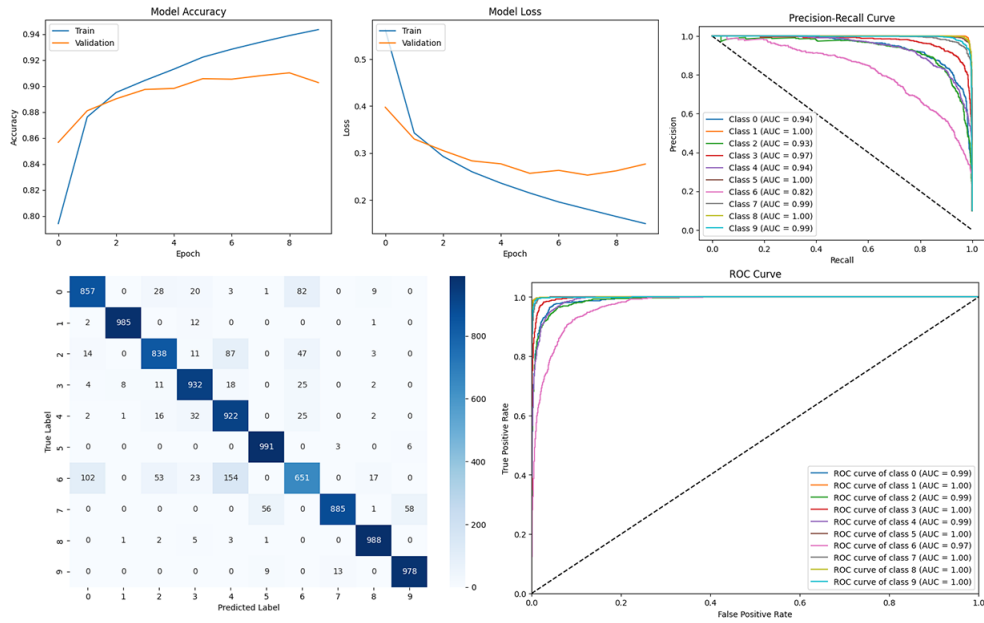 Model Accuracy
Train
Validation
0.94
0.92
0.90
0.88
0.86
0.84
0.82
0.80
Accuracy
0
2
4
6
8
Epoch
Model Loss
Train
Validation
0.5
0.4
0.3
0.2
Loss
0
2
4
6
8
Epoch
Precision-Recall Curve
1.0
0.8
0.6
0.4
0.2
0.0
Precision
Class 0 (AUC = 0.94)
Class 1 (AUC = 1.00)
Class 2 (AUC = 0.93)
Class 3 (AUC = 0.97)
Class 4 (AUC = 0.94)
Class 5 (AUC = 1.00)
Class 6 (AUC = 0.82)
Class 7 (AUC = 0.99)
Class 8 (AUC = 1.00)
Class 9 (AUC = 0.99)
0.0 0.2 0.4 0.6 0.8 1.0
Recall
True Label
0 857 0 28 20 3 1 82 0 9 0
1 2 985 0 12 0 0 0 0 1 0
2 14 0 838 11 87 0 47 0 3 0
3 4 8 11 932 18 0 25 0 2 0
4 2 1 16 32 922 0 25 0 2 0
5 0 0 0 0 0 991 0 3 0 6
6 102 0 53 23 154 0 651 0 17 0
7 0 0 0 0 0 56 0 885 1 58
8 0 1 2 5 3 1 0 0 988 0
9 0 0 0 0 0 9 0 13 0 978
0 1 2 3 4 5 6 7 8 9
Predicted Label
800
600
400
200
0
ROC Curve
1.0
0.8
0.6
0.4
0.2
0.0
True Positive Rate
ROC curve of class 0 (AUC = 0.99)
ROC curve of class 1 (AUC = 1.00)
ROC curve of class 2 (AUC = 0.99)
ROC curve of class 3 (AUC = 1.00)
ROC curve of class 4 (AUC = 0.99)
ROC curve of class 5 (AUC = 1.00)
ROC curve of class 6 (AUC = 0.97)
ROC curve of class 7 (AUC = 1.00)
ROC curve of class 8 (AUC = 1.00)
ROC curve of class 9 (AUC = 1.00)
0.0 0.2 0.4 0.6 0.8 1.0
False Positive Rate